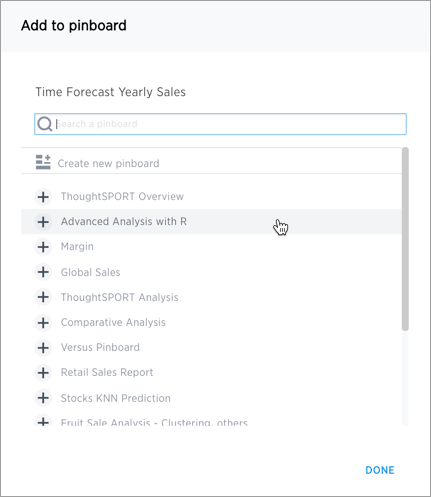 Add to pinboard
Time Forecast Yearly Sales
Search a pinboard
Create new pinboard
ThoughtSPORT Overview
Advanced Analysis with R
Margin
Global Sales
ThoughtSPORT Analysis
Comparative Analysis
Versus Pinboard
Retail Sales Report
Stocks KNN Prediction
Fruit Sale Analysis - Clustering, others
DONE